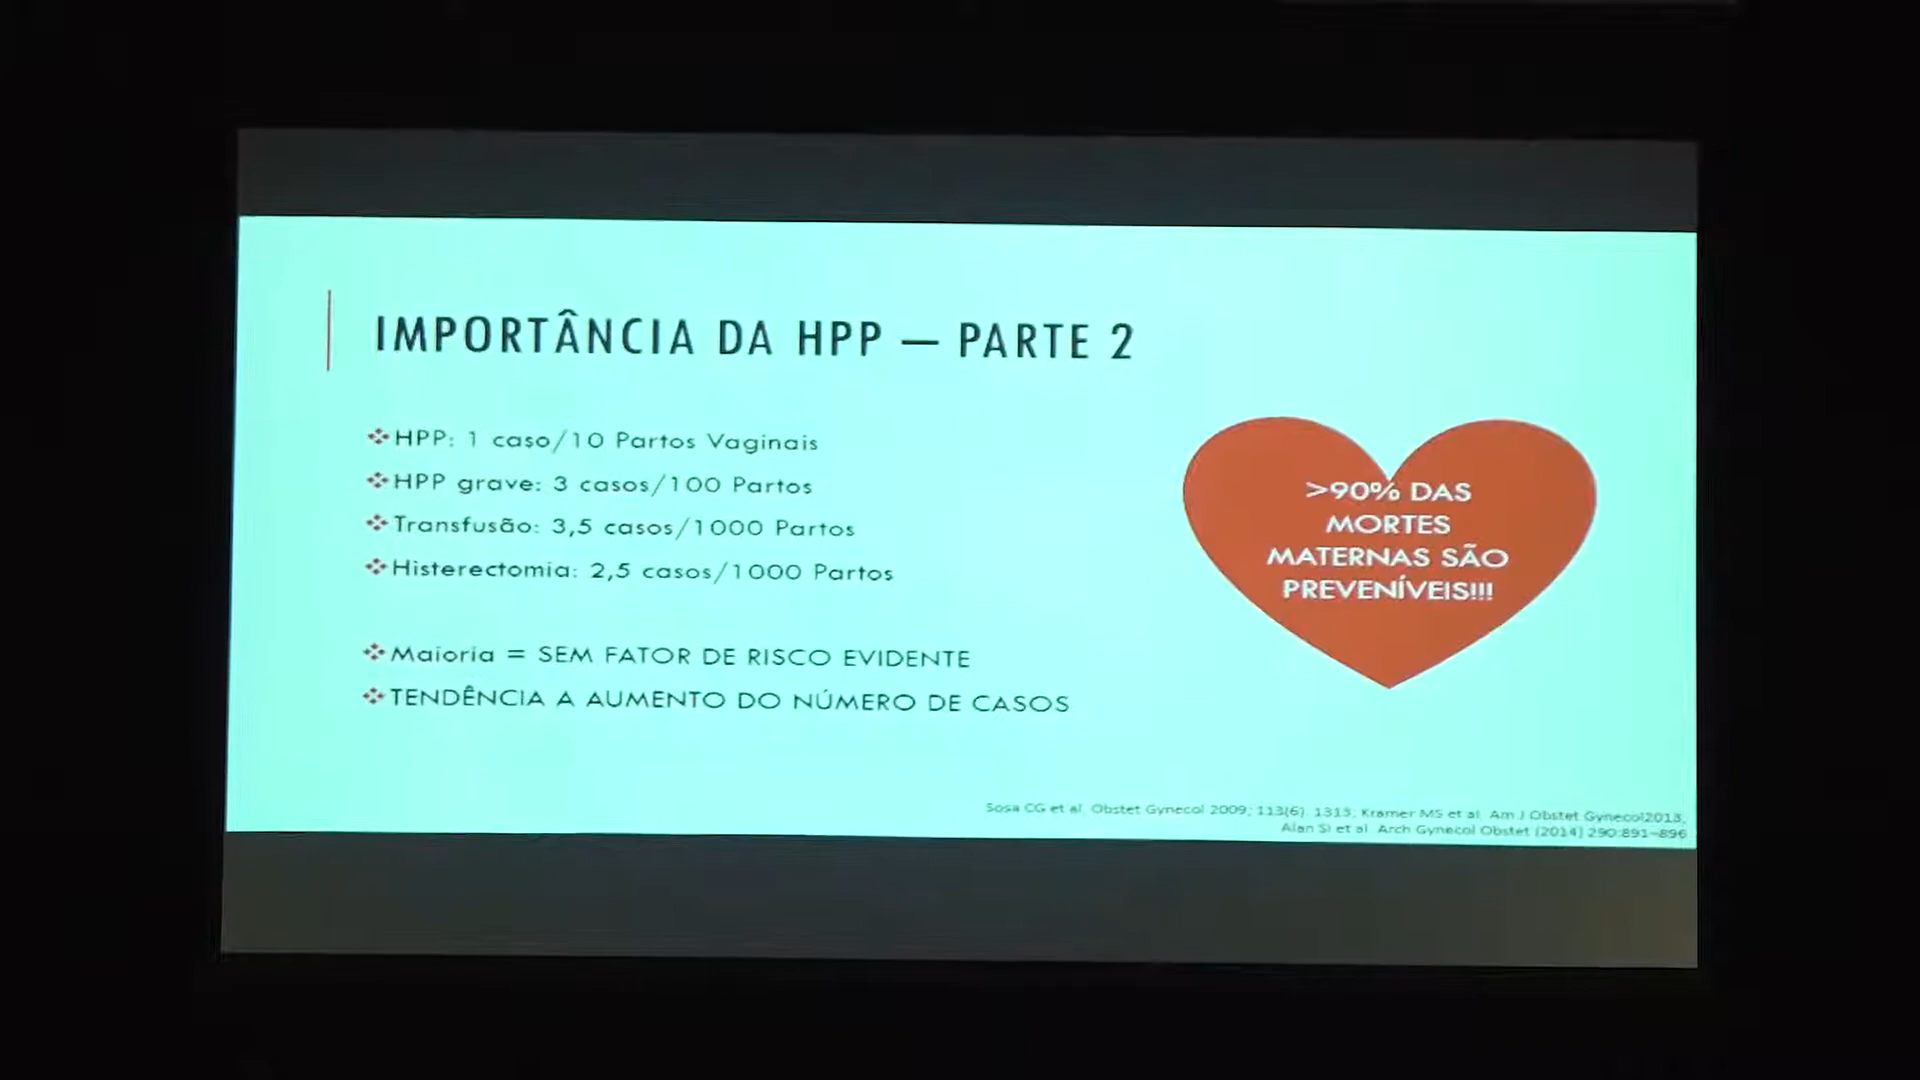 IMPORTÂNCIA DA HPP – PARTE 2
HPP: 1 caso/10 Partos Vaginais
HPP grave: 3 casos/100 Partos
Transfusão: 3,5 casos/1000 Partos
Histerectomia: 2,5 casos/1000 Partos
Maioria = SEM FATOR DE RISCO EVIDENTE
TENDÊNCIA A AUMENTO DO NÚMERO DE CASOS
>90% DAS
MORTES
MATERNAS SÃO
PREVENÍVEIS!!!
Sosa CG et al. Obstet Gynecol 2009; 113(6): 1313; Kramer MS et al. Am J Obstet Gynecol2013;
Alan SI et al. Arch Gynecol Obstet (2014) 290:891–896